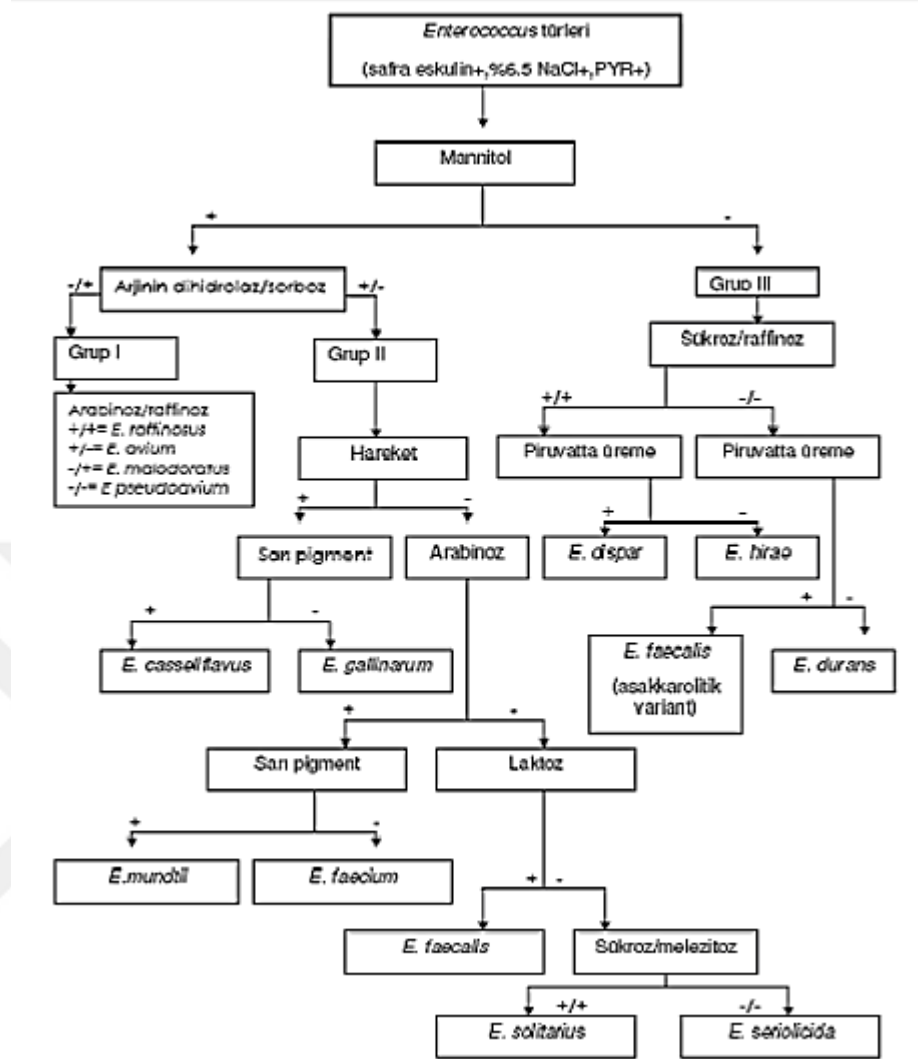 Enterococcus türleri
(safra eskulin+,%6.5 NaCl+,PYR+)
Mannitol
+
-
Arjinin dihidrolaz/sorboz
-/+
+/-
Grup III
Grup I
Grup II
Sükroz/raffinoz
Arabinoz/raffinoz
+/+= E. raffinosus
+/-= E. avium
-/+= E. malodoratus
-/-= E pseudoavium
+/+
-/-
Hareket
Piruvatta üreme
Piruvatta üreme
+
-
+
-
Sarı pigment
Arabinoz
E. dispar
E. hirae
+
-
+
-
E. casseliflavus
E. gallinarum
E. faecalis
(asakkarolitik
variant)
E. durans
+
-
Sarı pigment
Laktoz
+
-
E.mundtii
E. faecium
+
-
E. faecalis
Sükroz/melezitoz
+/+
-/-
E. solitarius
E. seriolicida